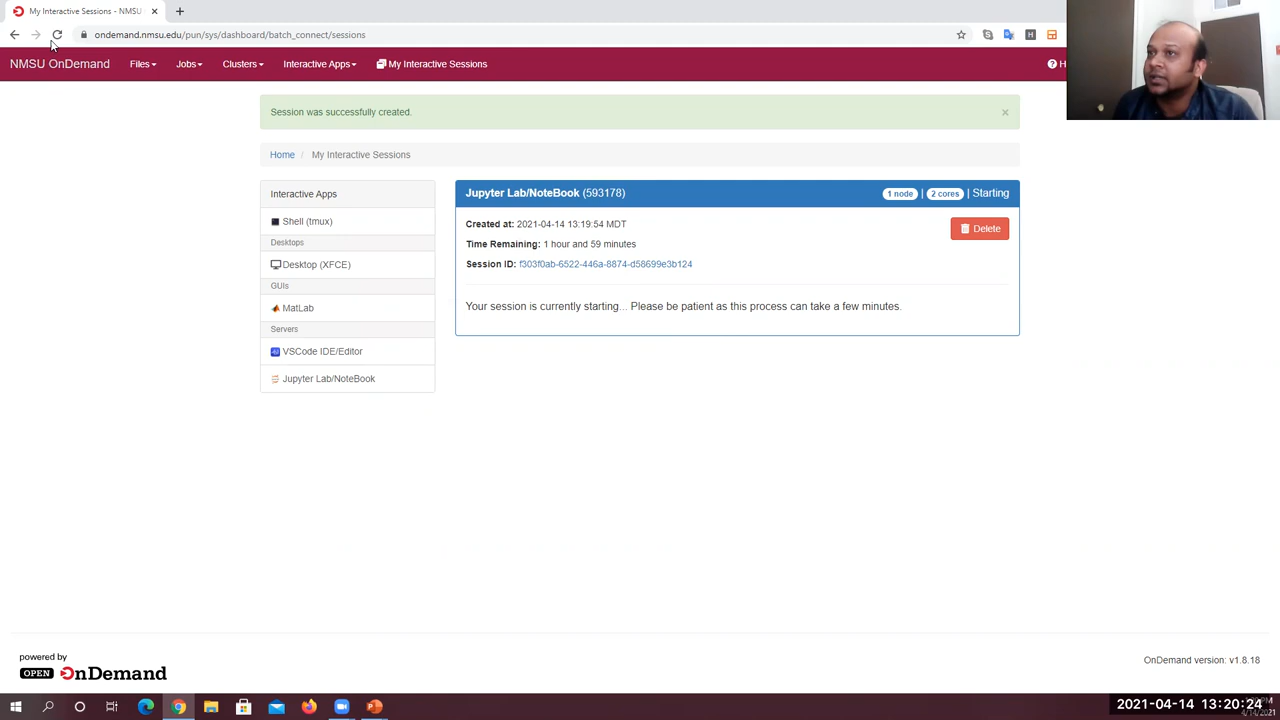 My Interactive Sessions - NMSU
ondemand.nmsu.edu/pun/sys/dashboard/batch_connect/sessions
NMSU OnDemand Files Jobs Clusters Interactive Apps My Interactive Sessions
Session was successfully created.
Home / My Interactive Sessions
Interactive Apps
Shell (tmux)
Desktops
Desktop (XFCE)
GUIs
MatLab
Servers
VSCode IDE/Editor
Jupyter Lab/NoteBook
Jupyter Lab/NoteBook (593178) 1 node | 2 cores | Starting
Created at: 2021-04-14 13:19:54 MDT
Delete
Time Remaining: 1 hour and 59 minutes
Session ID: f303f0ab-6522-446a-8874-d58699e3b124
Your session is currently starting... Please be patient as this process can take a few minutes.
powered by
OPEN OnDemand
OnDemand version: v1.8.18
2021-04-14 13:20:24